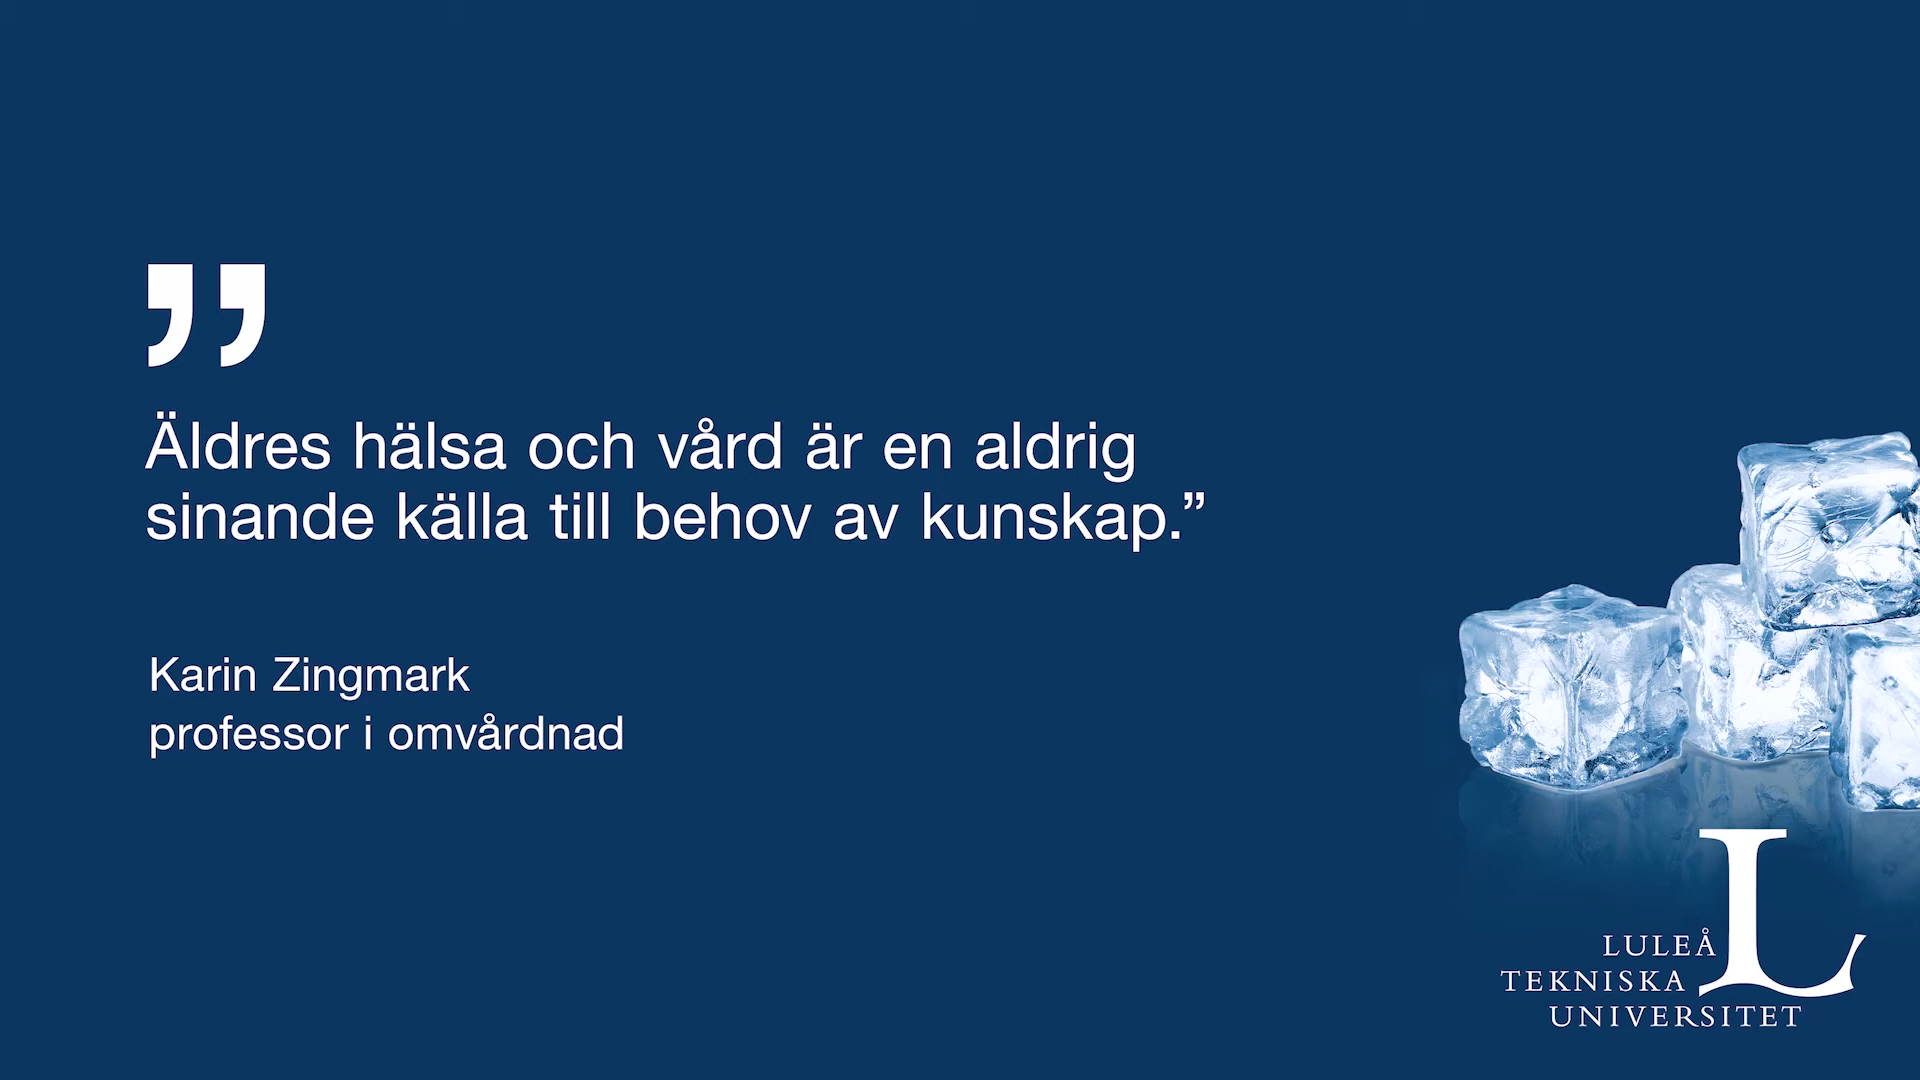 ”
Äldres hälsa och vård är en aldrig
sinande källa till behov av kunskap.”
Karin Zingmark
professor i omvårdnad
L
LULEÅ
TEKNISKA
UNIVERSITET